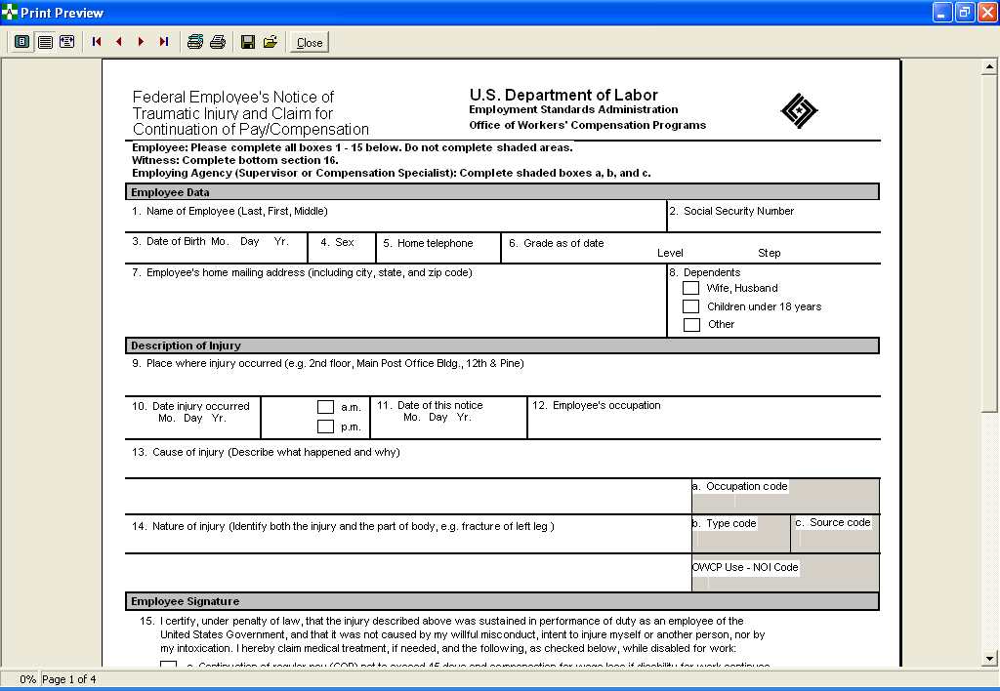 Print Preview
Close
Federal Employee's Notice of
Traumatic Injury and Claim for
Continuation of Pay/Compensation
U.S. Department of Labor
Employment Standards Administration
Office of Workers' Compensation Programs
Employee: Please complete all boxes 1 - 15 below. Do not complete shaded areas.
Witness: Complete bottom section 16.
Employing Agency (Supervisor or Compensation Specialist): Complete shaded boxes a, b, and c.
Employee Data
1. Name of Employee (Last, First, Middle)
2. Social Security Number
3. Date of Birth Mo. Day Yr.
4. Sex
5. Home telephone
6. Grade as of date
Level Step
7. Employee's home mailing address (including city, state, and zip code)
8. Dependents
Wife, Husband
Children under 18 years
Other
Description of Injury
9. Place where injury occurred (e.g. 2nd floor, Main Post Office Bldg., 12th & Pine)
10. Date injury occurred
Mo. Day Yr.
a.m.
p.m.
11. Date of this notice
Mo. Day Yr.
12. Employee's occupation
13. Cause of injury (Describe what happened and why)
a. Occupation code
14. Nature of injury (Identify both the injury and the part of body, e.g. fracture of left leg )
b. Type code
c. Source code
OWCP Use - NOI Code
Employee Signature
15. I certify, under penalty of law, that the injury described above was sustained in performance of duty as an employee of the
United States Government, and that it was not caused by my willful misconduct, intent to injure myself or another person, nor by
my intoxication. I hereby claim medical treatment, if needed, and the following, as checked below, while disabled for work:
a. Continuation of regular pay (COP) not to exceed 45 days and compensation for wage loss if disability for work continues
0% Page 1 of 4